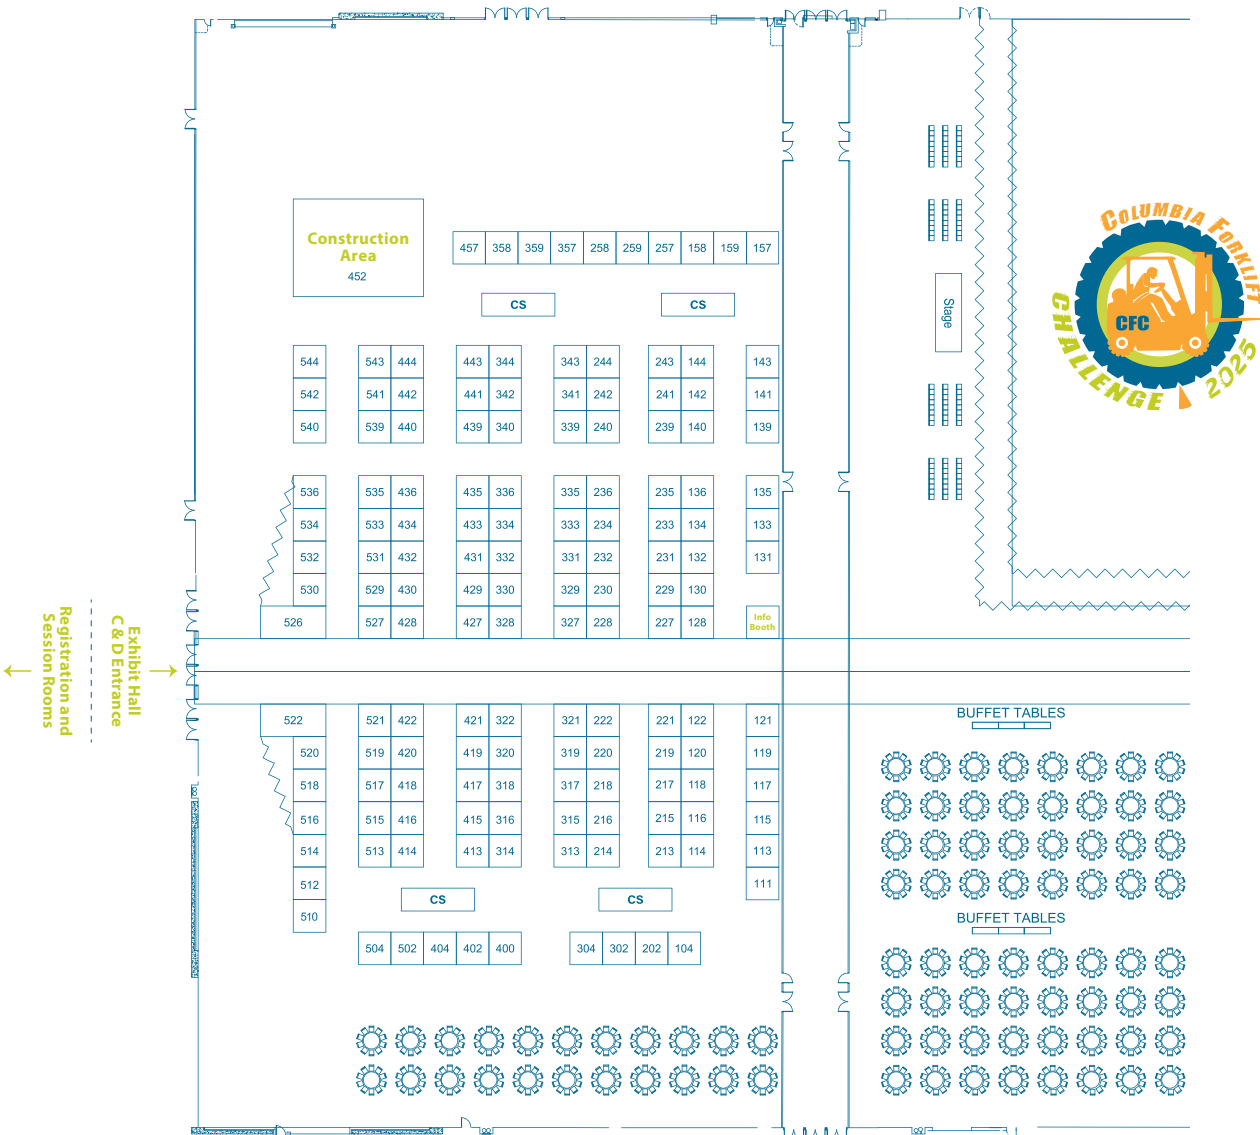 Construction
Area
452
457 358 359 357 258 259 257 158 159 157
CS CS
COLUMBIA FORKLIFT
CHALLENGE 2025
CFC
Stage
544 543 444 443 344 343 244 243 144 143
542 541 442 441 342 341 242 241 142 141
540 539 440 439 340 339 240 239 140 139
536 535 436 435 336 335 236 235 136 135
534 533 434 433 334 333 234 233 134 133
532 531 432 431 332 331 232 231 132 131
530 529 430 429 330 329 230 229 130
526 527 428 427 328 327 228 227 128
Info
Booth
Exhibit Hall
C & D Entrance
Registration and
Session Rooms
522 521 422 421 322 321 222 221 122 121
520 519 420 419 320 319 220 219 120 119
518 517 418 417 318 317 218 217 118 117
516 515 416 415 316 315 216 215 116 115
514 513 414 413 314 313 214 213 114 113
512 111
510
CS CS
504 502 404 402 400 304 302 202 104
BUFFET TABLES
BUFFET TABLES